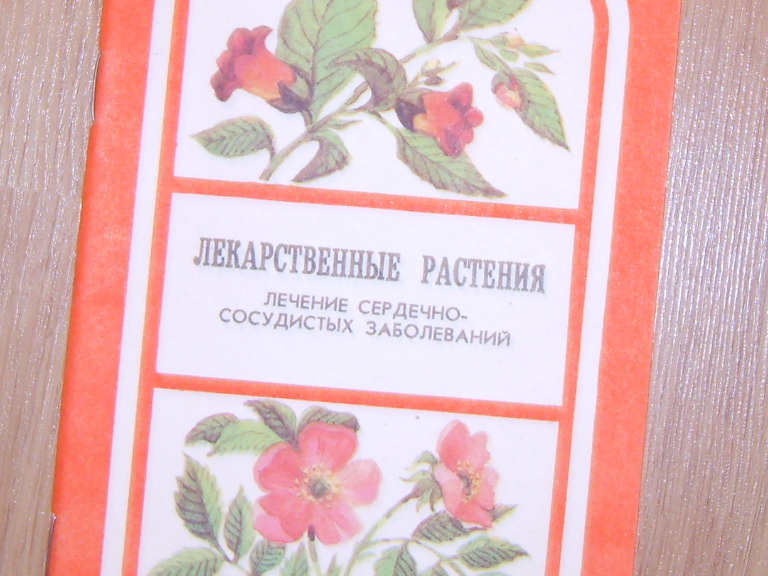 ЛЕКАРСТВЕННЫЕ РАСТЕНИЯ
ЛЕЧЕНИЕ СЕРДЕЧНО-
СОСУДИСТЫХ ЗАБОЛЕВАНИЙ